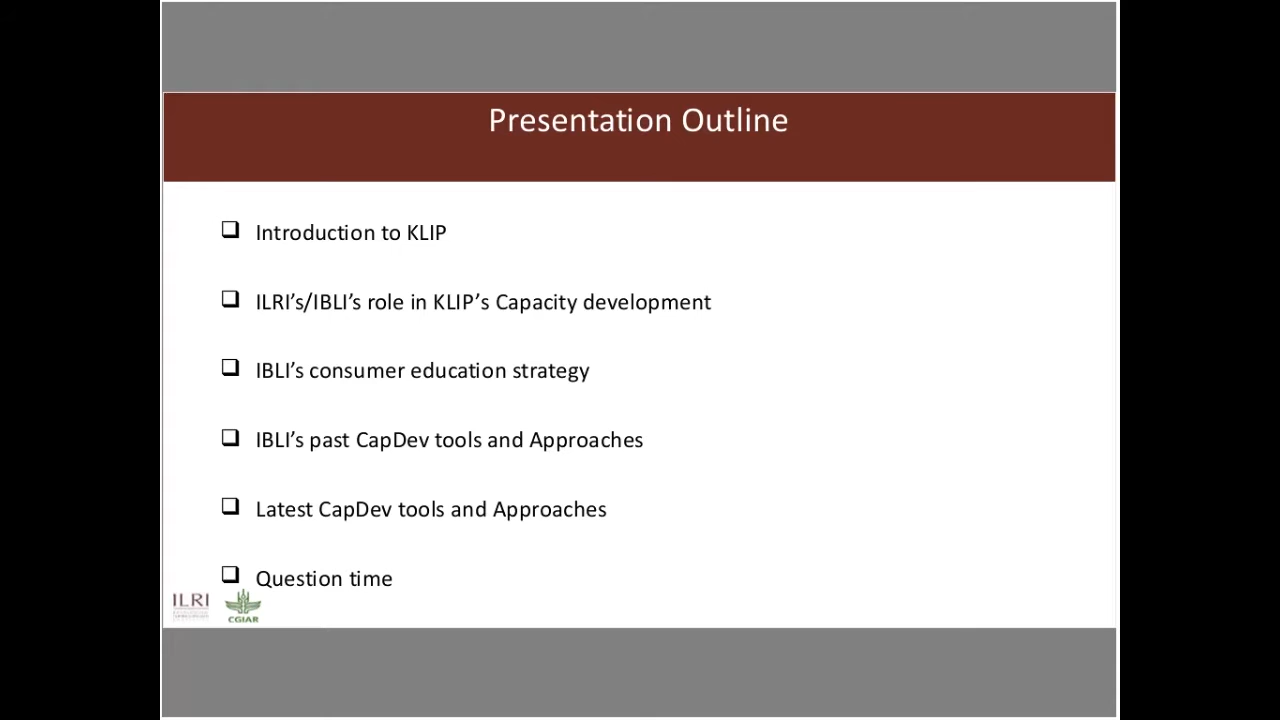 Presentation Outline
Introduction to KLIP
ILRI’s/IBLI’s role in KLIP’s Capacity development
IBLI’s consumer education strategy
IBLI’s past CapDev tools and Approaches
Latest CapDev tools and Approaches
Question time
ILRI
CGIAR